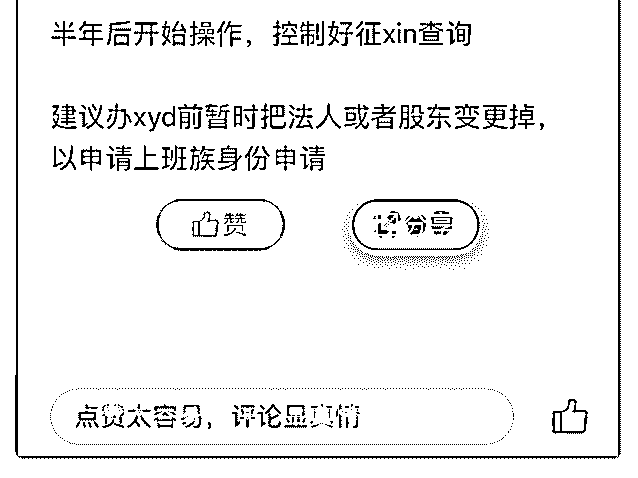 半年后开始操作，控制好征xin查询
建议办xyd前暂时把法人或者股东变更掉，
以申请上班族身份申请
赞
点赞太容易，评论显真情